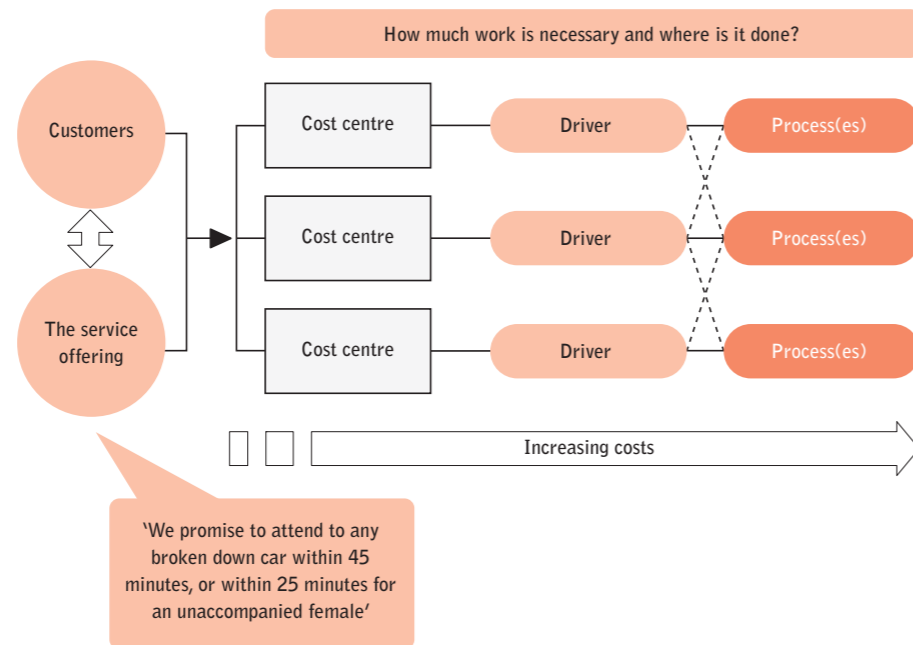 How much work is necessary and where is it done?
Customers
The service
offering
Cost centre
Driver
Process(es)
Cost centre
Driver
Process(es)
Cost centre
Driver
Process(es)
Increasing costs
‘We promise to attend to any
broken down car within 45
minutes, or within 25 minutes for
an unaccompanied female’